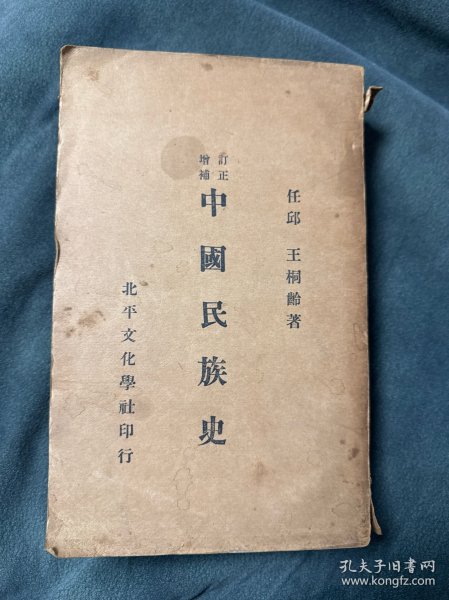 任邱 王桐齡著
訂正
增補
中國民族史
北平文化學社印行
孔夫子旧书网
www.kongfz.com